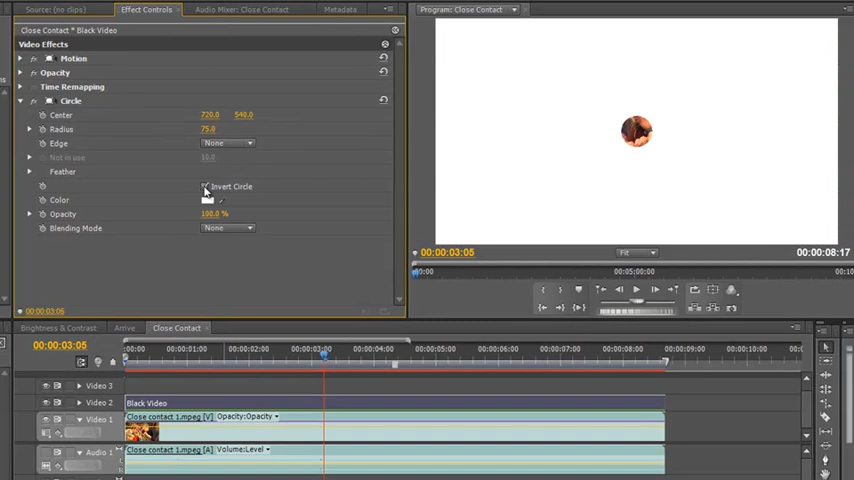 Source: (no clips) Effect Controls Audio Mixer: Close Contact Metadata
Close Contact * Black Video
Video Effects
Motion
Opacity
Time Remapping
Circle
Center 720.0 540.0
Radius 75.0
Edge None
Not in use 10.0
Feather
Invert Circle
Color
Opacity 100.0 %
Blending Mode None
00:00:03:05
Program: Close Contact
00:00:03:05 Fit 00:00:08:17
00:00 00:05:00:00 00:10
Brightness & Contrast Arrive Close Contact
00:00:03:05
00:00 00:00:01:00 00:00:02:00 00:00:03:00 00:00:04:00 00:00:05:00 00:00:06:00 00:00:07:00 00:00:08:00 00:00:09:00 00:00:10:00
Video 3
Video 2 Black Video
Video 1 Close contact 1.mpeg [V] Opacity:Opacity
Audio 1 Close contact 1.mpeg [A] Volume:Level